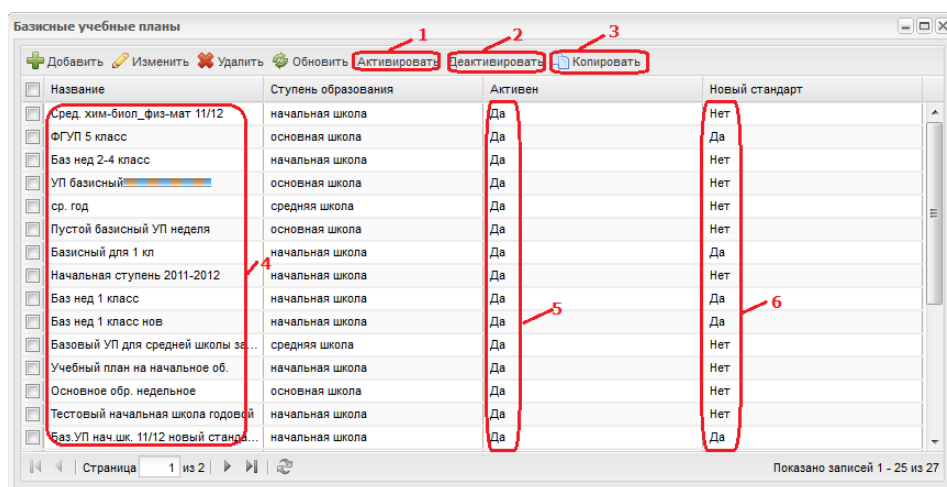 Базисные учебные планы
1 2 3
Добавить Изменить Удалить Обновить Активировать Деактивировать Копировать
Название Ступень образования Активен Новый стандарт
Сред. хим-биол_физ-мат 11/12 начальная школа Да Нет
ФГУП 5 класс основная школа Да Да
Баз нед 2-4 класс начальная школа Да Нет
УП базисный основная школа Да Нет
ср. год средняя школа Да Нет
Пустой базисный УП неделя основная школа Да Нет
Базисный для 1 кл начальная школа Да Да
4
Начальная ступень 2011-2012 начальная школа Да Нет
Баз нед 1 класс начальная школа Да Да
5 6
Баз нед 1 класс нов начальная школа Да Да
Базовый УП для средней школы за... средняя школа Да Нет
Учебный план на начальное об. начальная школа Да Нет
Основное обр. недельное основная школа Да Нет
Тестовый начальная школа годовой начальная школа Да Нет
Баз.УП нач.шк. 11/12 новый станда... начальная школа Да Да
Страница 1 из 2 Показано записей 1 - 25 из 27